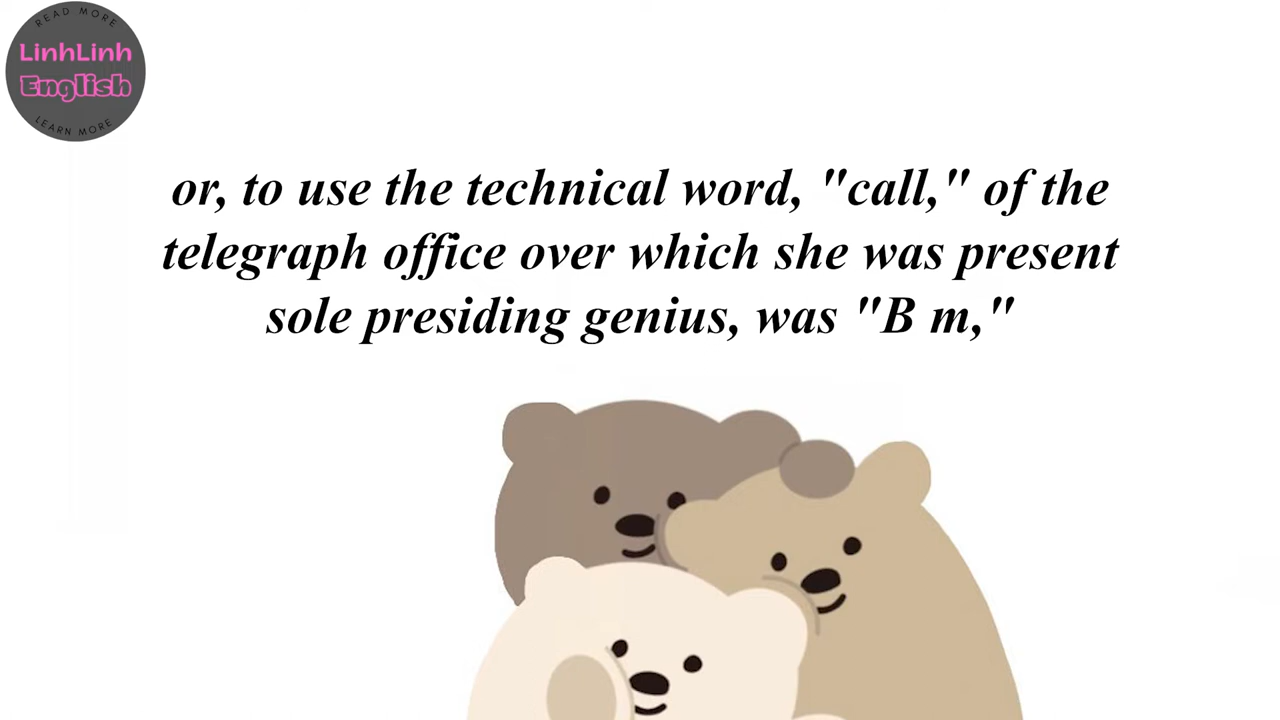 READ MORE
LinhLinh
English
LEARN MORE
or, to use the technical word, "call," of the
telegraph office over which she was present
sole presiding genius, was "B m,"